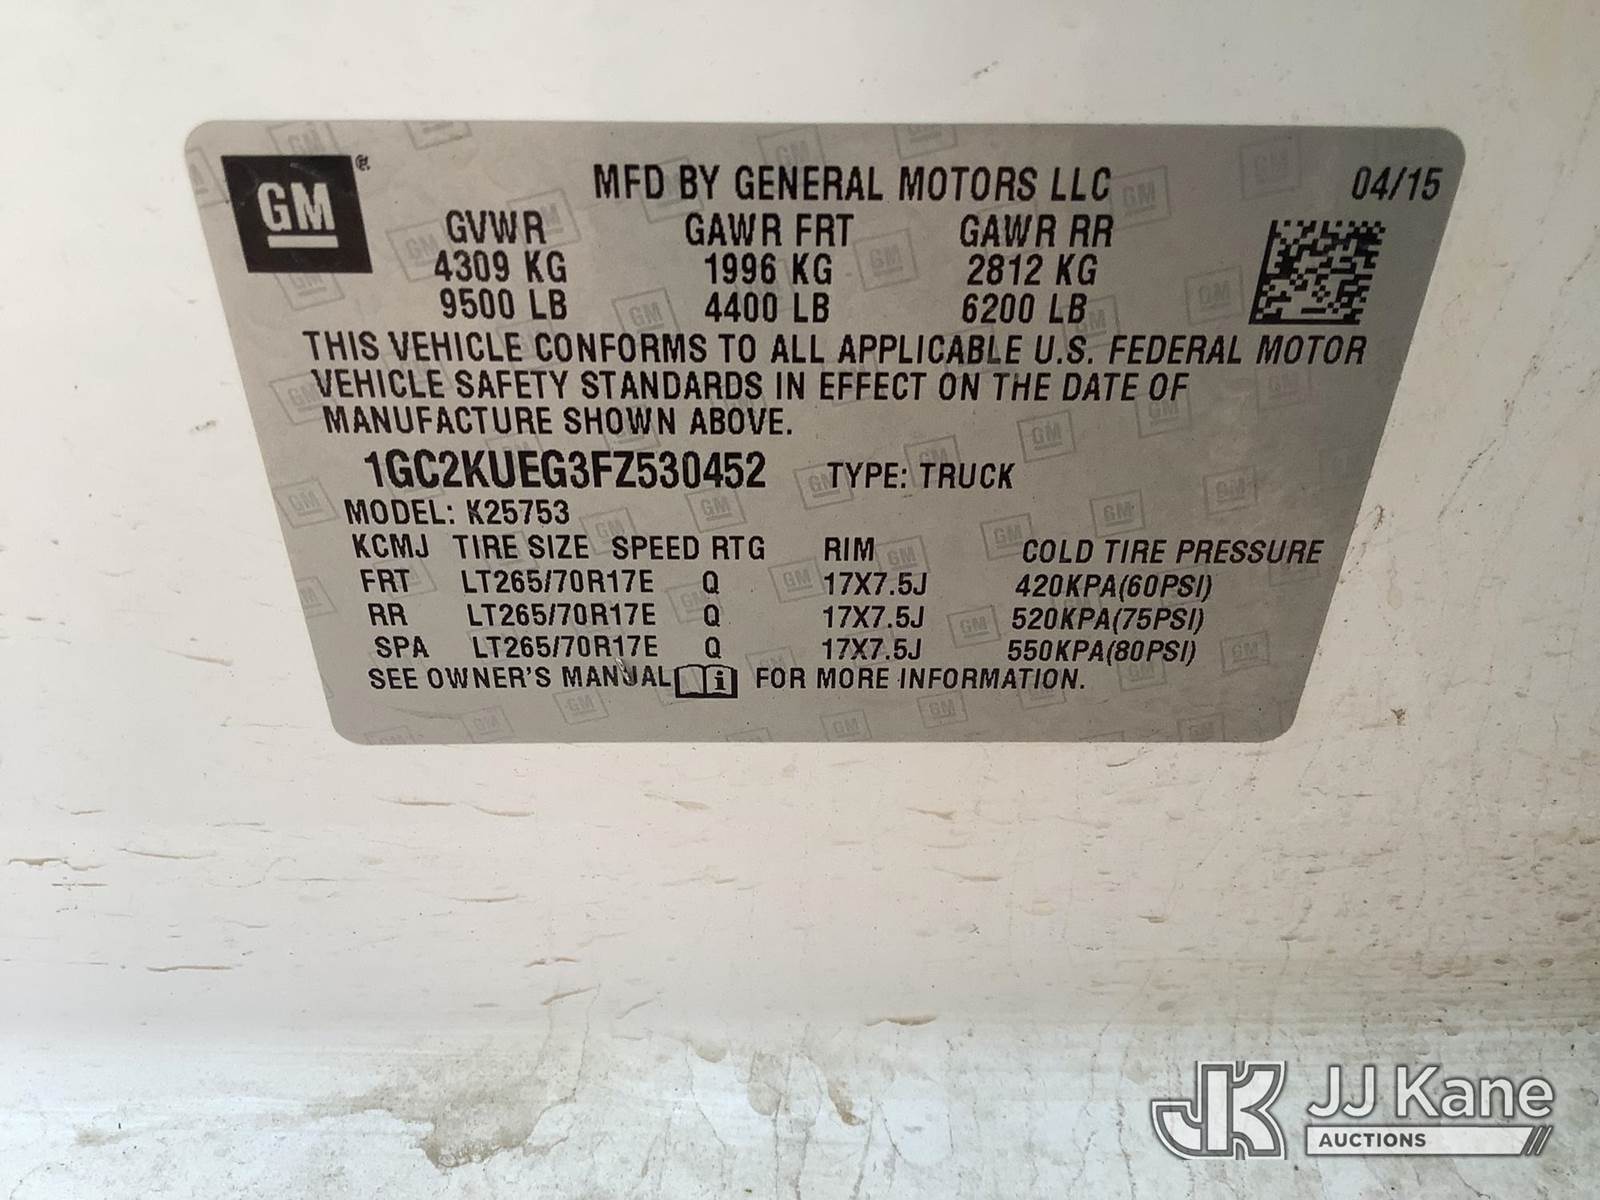 GM
MFD BY GENERAL MOTORS LLC 04/15
GVWR GAWR FRT GAWR RR
4309 KG 1996 KG 2812 KG
9500 LB 4400 LB 6200 LB
THIS VEHICLE CONFORMS TO ALL APPLICABLE U.S. FEDERAL MOTOR
VEHICLE SAFETY STANDARDS IN EFFECT ON THE DATE OF
MANUFACTURE SHOWN ABOVE.
1GC2KUEG3FZ530452 TYPE: TRUCK
MODEL: K25753
KCMJ TIRE SIZE SPEED RTG RIM COLD TIRE PRESSURE
FRT LT265/70R17E Q 17X7.5J 420KPA(60PSI)
RR LT265/70R17E Q 17X7.5J 520KPA(75PSI)
SPA LT265/70R17E Q 17X7.5J 550KPA(80PSI)
SEE OWNER'S MANUAL i FOR MORE INFORMATION.
JK JJ Kane
AUCTIONS